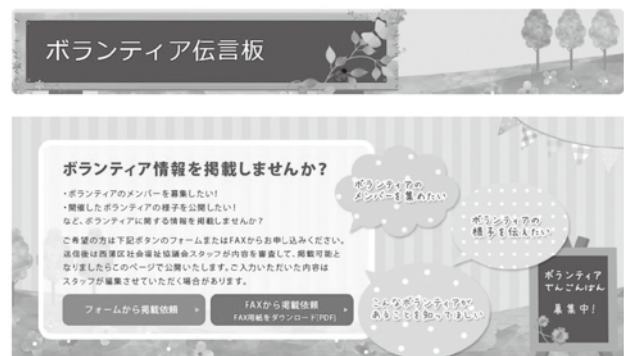 ボランティア伝言板
ボランティア情報を掲載しませんか?
・ボランティアのメンバーを募集したい!
・開催したボランティアの様子を公開したい!
など、ボランティアに関する情報を掲載しませんか?
ご希望の方は下記ボタンのフォームまたはFAXからお申し込みください。
送信後は西蒲区社会福祉協議会スタッフが内容を審査して、掲載可能と
なりましたらこのページで公開いたします。ご入力いただいた内容は
スタッフが編集させていただく場合があります。
フォームから掲載依頼
FAXから掲載依頼
FAX用紙をダウンロード[PDF]
ボランティアの
メンバーを集めたい
ボランティアの
様子を伝えたい
こんなボランティアが
あることを知ってほしい
ボランティア
でんごんばん
募集中!